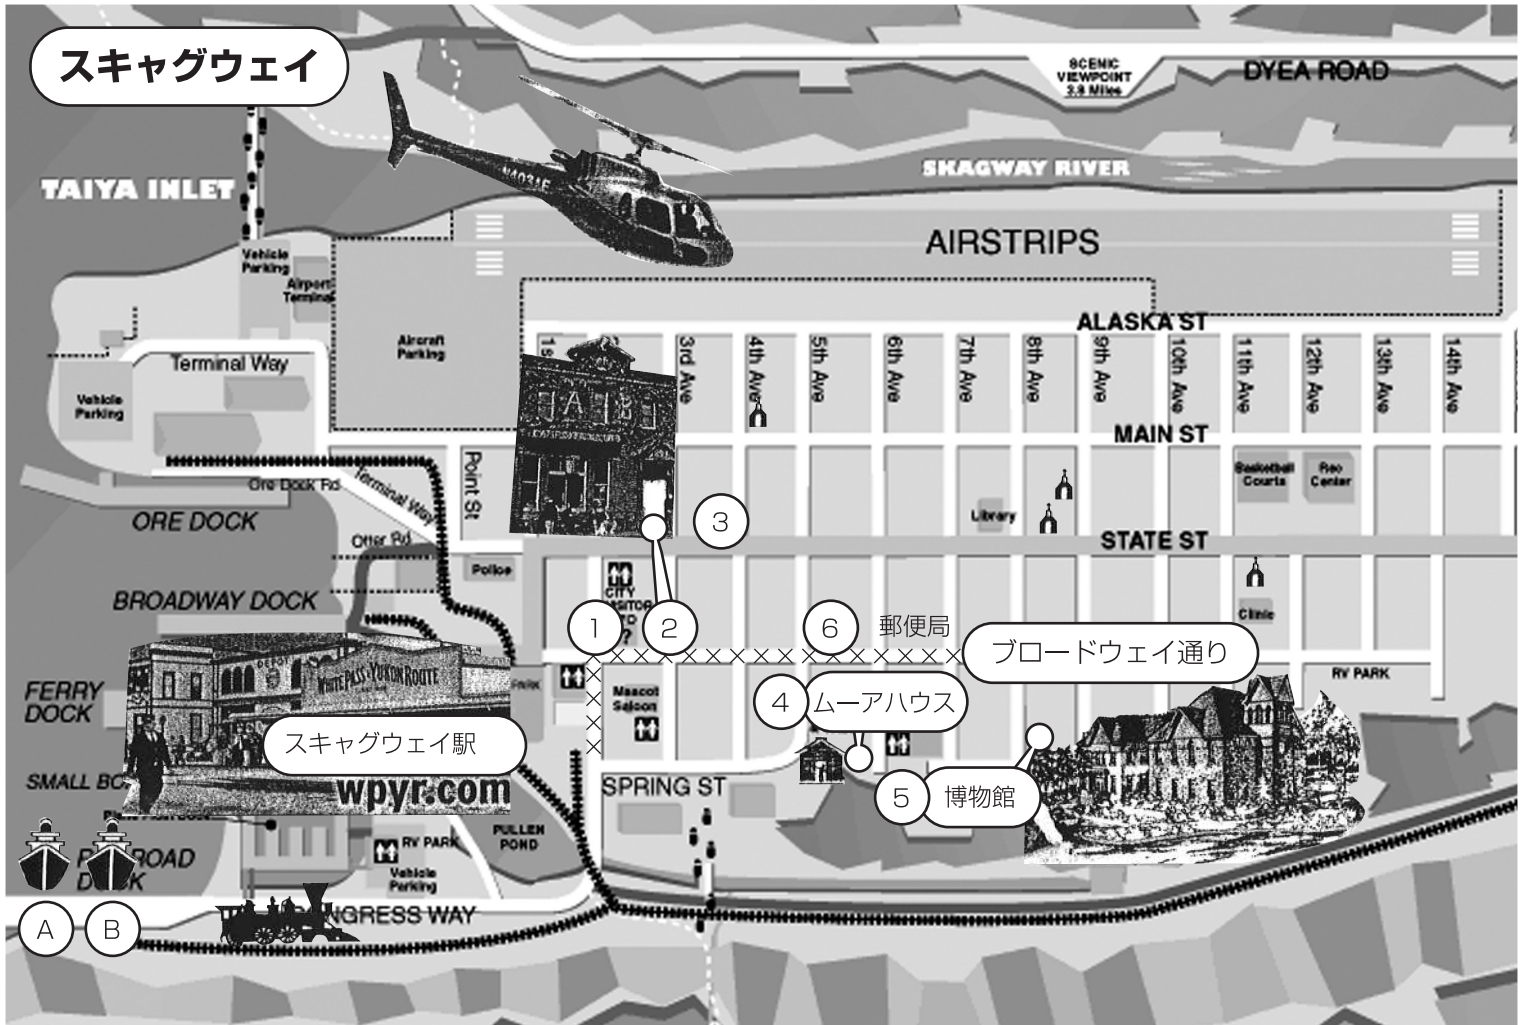 スキャグウェイ
SCENIC
VIEWPOINT
2.8 Miles
DYEA ROAD
SKAGWAY RIVER
TAIYA INLET
N403AE
AIRSTRIPS
Vehicle
Parking
Airport
Terminal
Aircraft
Parking
Terminal Way
Vehicle
Parking
ALASKA ST
3rd Ave
4th Ave
5th Ave
6th Ave
7th Ave
8th Ave
9th Ave
10th Ave
11th Ave
12th Ave
13th Ave
14th Ave
MAIN ST
Point St
Ore Dock Rd
Terminal Way
ORE DOCK
Basketball
Courts
Rec
Center
Library
③
Otter Rd
STATE ST
Police
BROADWAY DOCK
CITY
Clinic
①
②
⑥
郵便局
ブロードウェイ通り
DEPOT
WHITE PASS & YUKON ROUTE
PARK
RV PARK
FERRY
DOCK
Mascot
Saloon
④
ムーアハウス
スキャグウェイ駅
wpyr.com
SPRING ST
⑤
博物館
PULLEN
POND
RV PARK
Vehicle
Parking
A
B